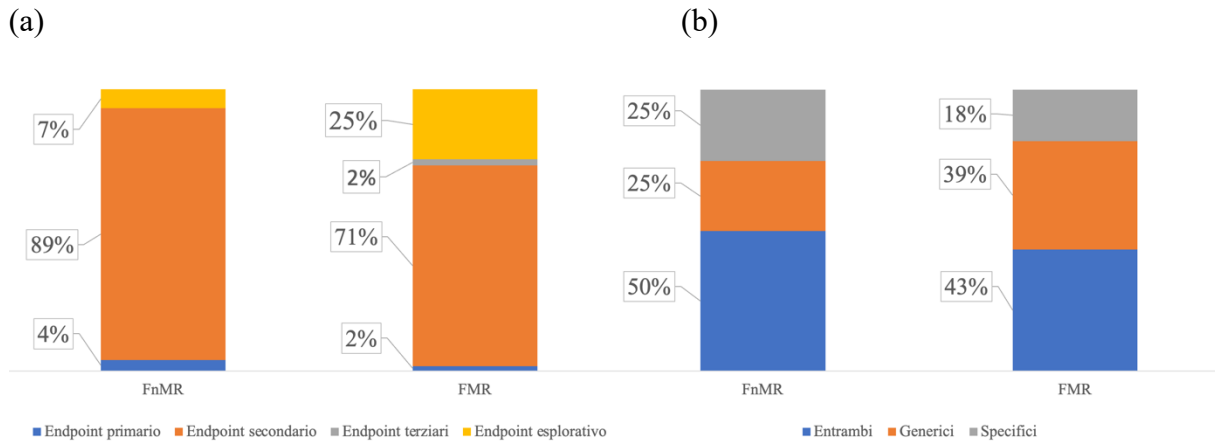 (a)
(b)
7%
89%
4%
25%
2%
71%
2%
25%
25%
50%
18%
39%
43%
FnMR
FMR
FnMR
FMR
Endpoint primario Endpoint secondario Endpoint terziari Endpoint esplorativo
Entrambi Generici Specifici